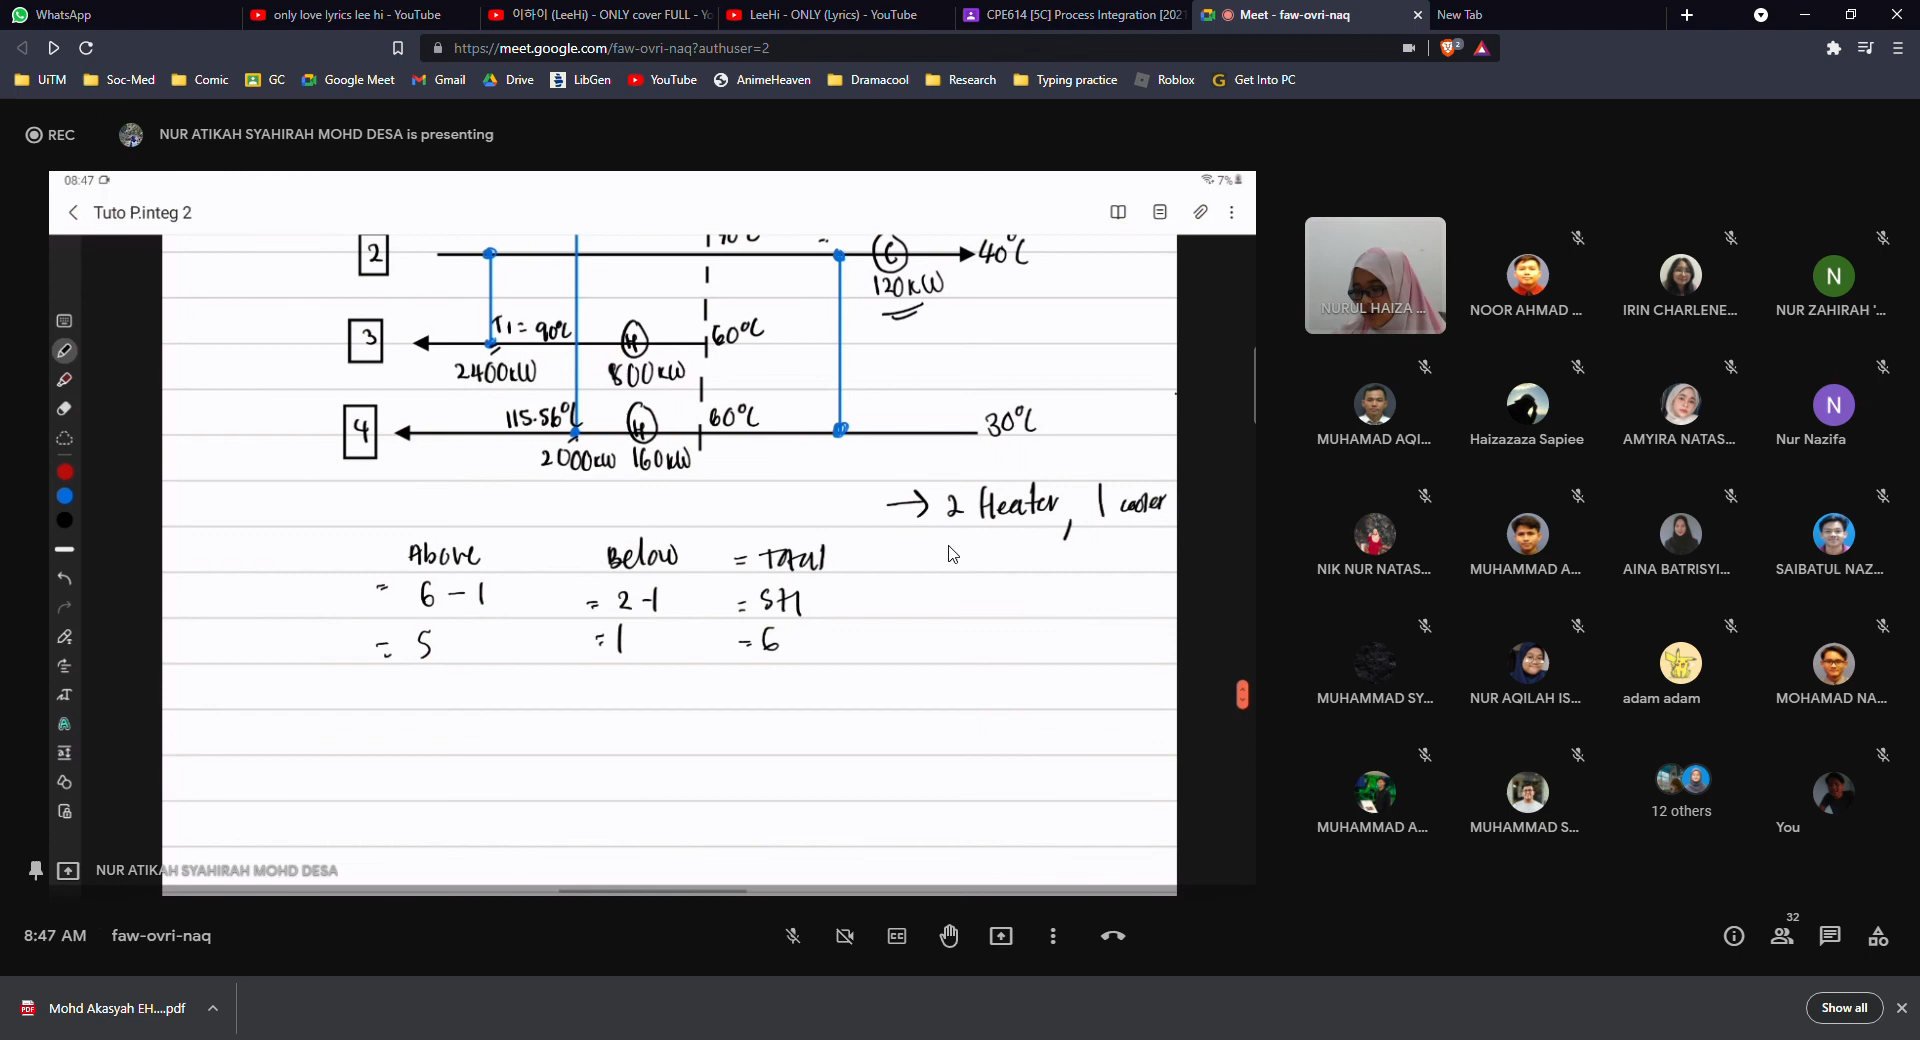 WhatsApp
only love lyrics lee hi - YouTube
이하이 (LeeHi) - ONLY cover FULL - Yo
LeeHi - ONLY (Lyrics) - YouTube
CPE614 [5C] Process Integration [2021
Meet - faw-ovri-naq
New Tab
https://meet.google.com/faw-ovri-naq?authuser=2
2
UiTM
Soc-Med
Comic
GC
Google Meet
Gmail
Drive
LibGen
YouTube
AnimeHeaven
Dramacool
Research
Typing practice
Roblox
Get Into PC
REC
NUR ATIKAH SYAHIRAH MOHD DESA is presenting
08:47
7%
Tuto P.integ 2
2
C
40°C
120kW
3
T1 = 90°C
H
60°C
2400kW
800kW
4
115.56°C
H
60°C
30°C
2000kW
160kW
→ 2 Heater, 1 cooler
Above
Below
= Total
= 6 - 1
= 2 - 1
= 5+1
= 5
= 1
= 6
NUR ATIKAH SYAHIRAH MOHD DESA
NURUL HAIZA ...
NOOR AHMAD ...
IRIN CHARLENE...
N
NUR ZAHIRAH '...
MUHAMAD AQI...
Haizazaza Sapiee
AMYIRA NATAS...
N
Nur Nazifa
NIK NUR NATAS...
MUHAMMAD A...
AINA BATRISYI...
SAIBATUL NAZ...
MUHAMMAD SY...
NUR AQILAH IS...
adam adam
MOHAMAD NA...
MUHAMMAD A...
MUHAMMAD S...
12 others
You
8:47 AM
faw-ovri-naq
32
Mohd Akasyah EH....pdf
Show all